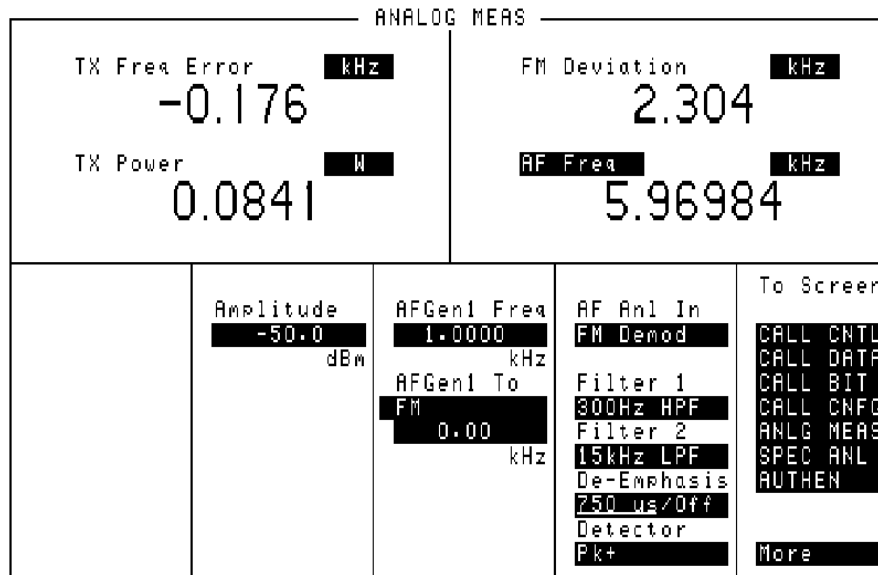 ANALOG MEAS
TX Freq Error kHz
-0.176
TX Power W
0.0841
FM Deviation kHz
2.304
AF Freq kHz
5.96984
Amplitude
-50.0
dBm
AFGen1 Freq
1.0000
kHz
AFGen1 To
FM
0.00
kHz
AF Anl In
FM Demod
Filter 1
300Hz HPF
Filter 2
15kHz LPF
De-Emphasis
750 us/Off
Detector
Pk+
To Screen
CALL CNTL
CALL DATA
CALL BIT
CALL CNFG
ANLG MEAS
SPEC ANL
AUTHEN
More